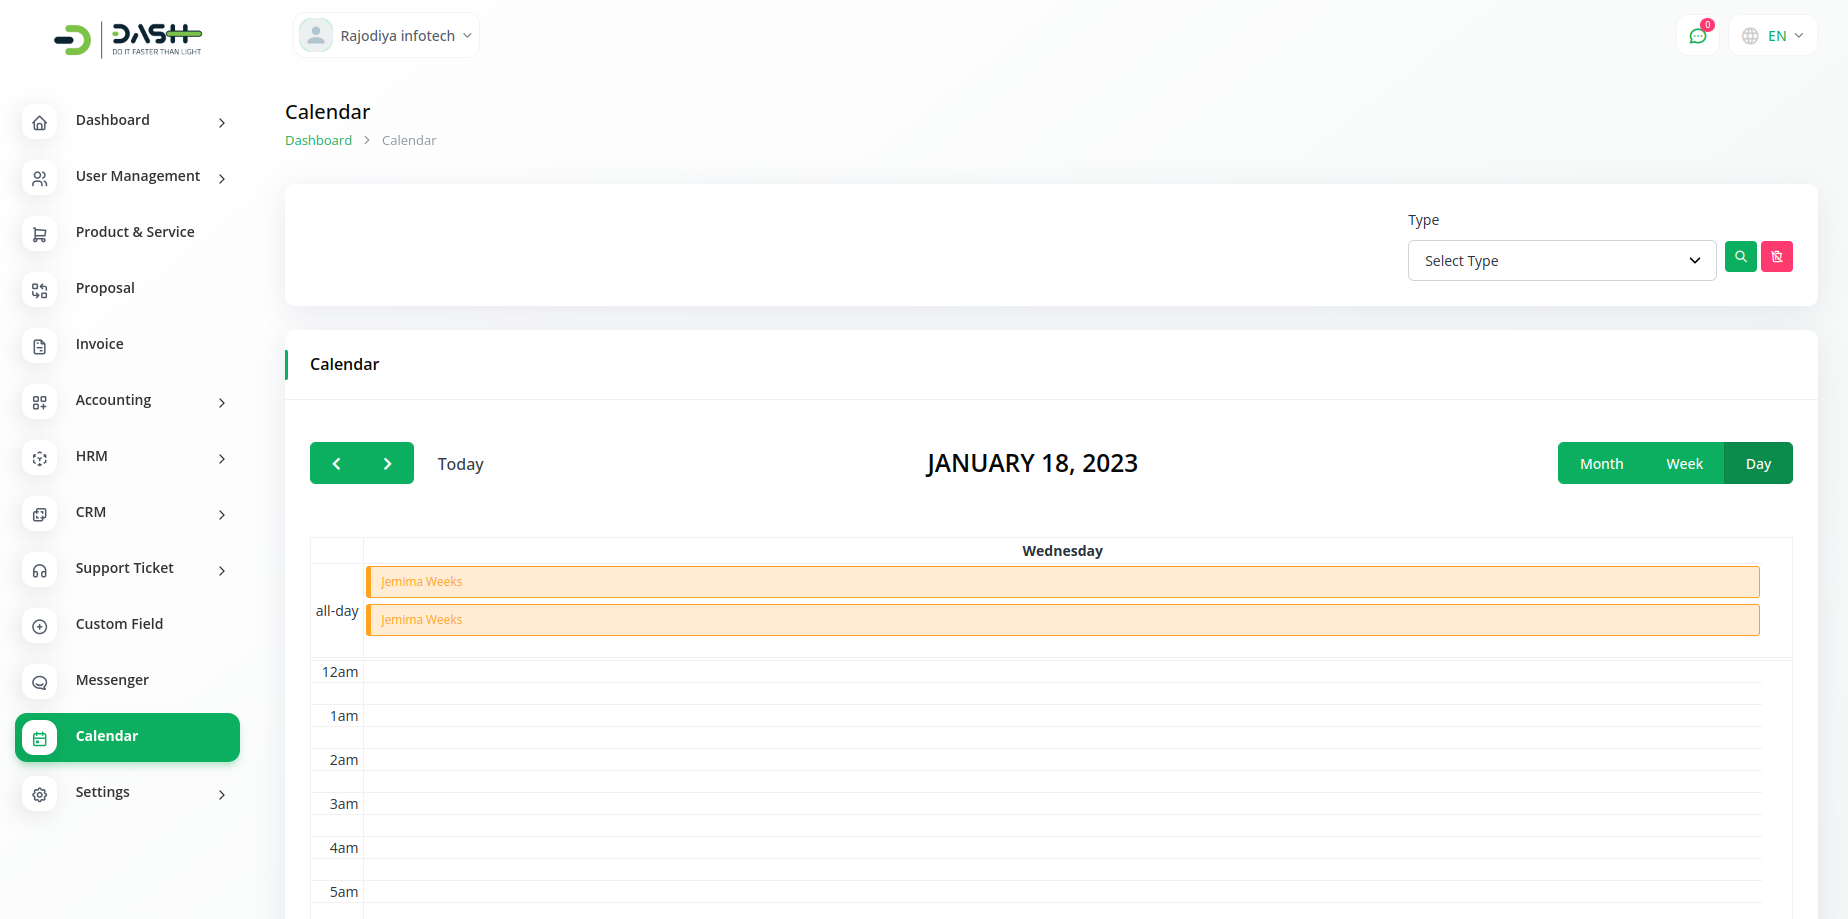 DASH
DO IT FASTER THAN LIGHT
Rajodiya infotech
0
EN
Dashboard
User Management
Product & Service
Proposal
Invoice
Accounting
HRM
CRM
Support Ticket
Custom Field
Messenger
Calendar
Settings
Calendar
Dashboard > Calendar
Type
Select Type
Calendar
Today
JANUARY 18, 2023
Month Week Day
Wednesday
all-day
Jemima Weeks
Jemima Weeks
12am
1am
2am
3am
4am
5am